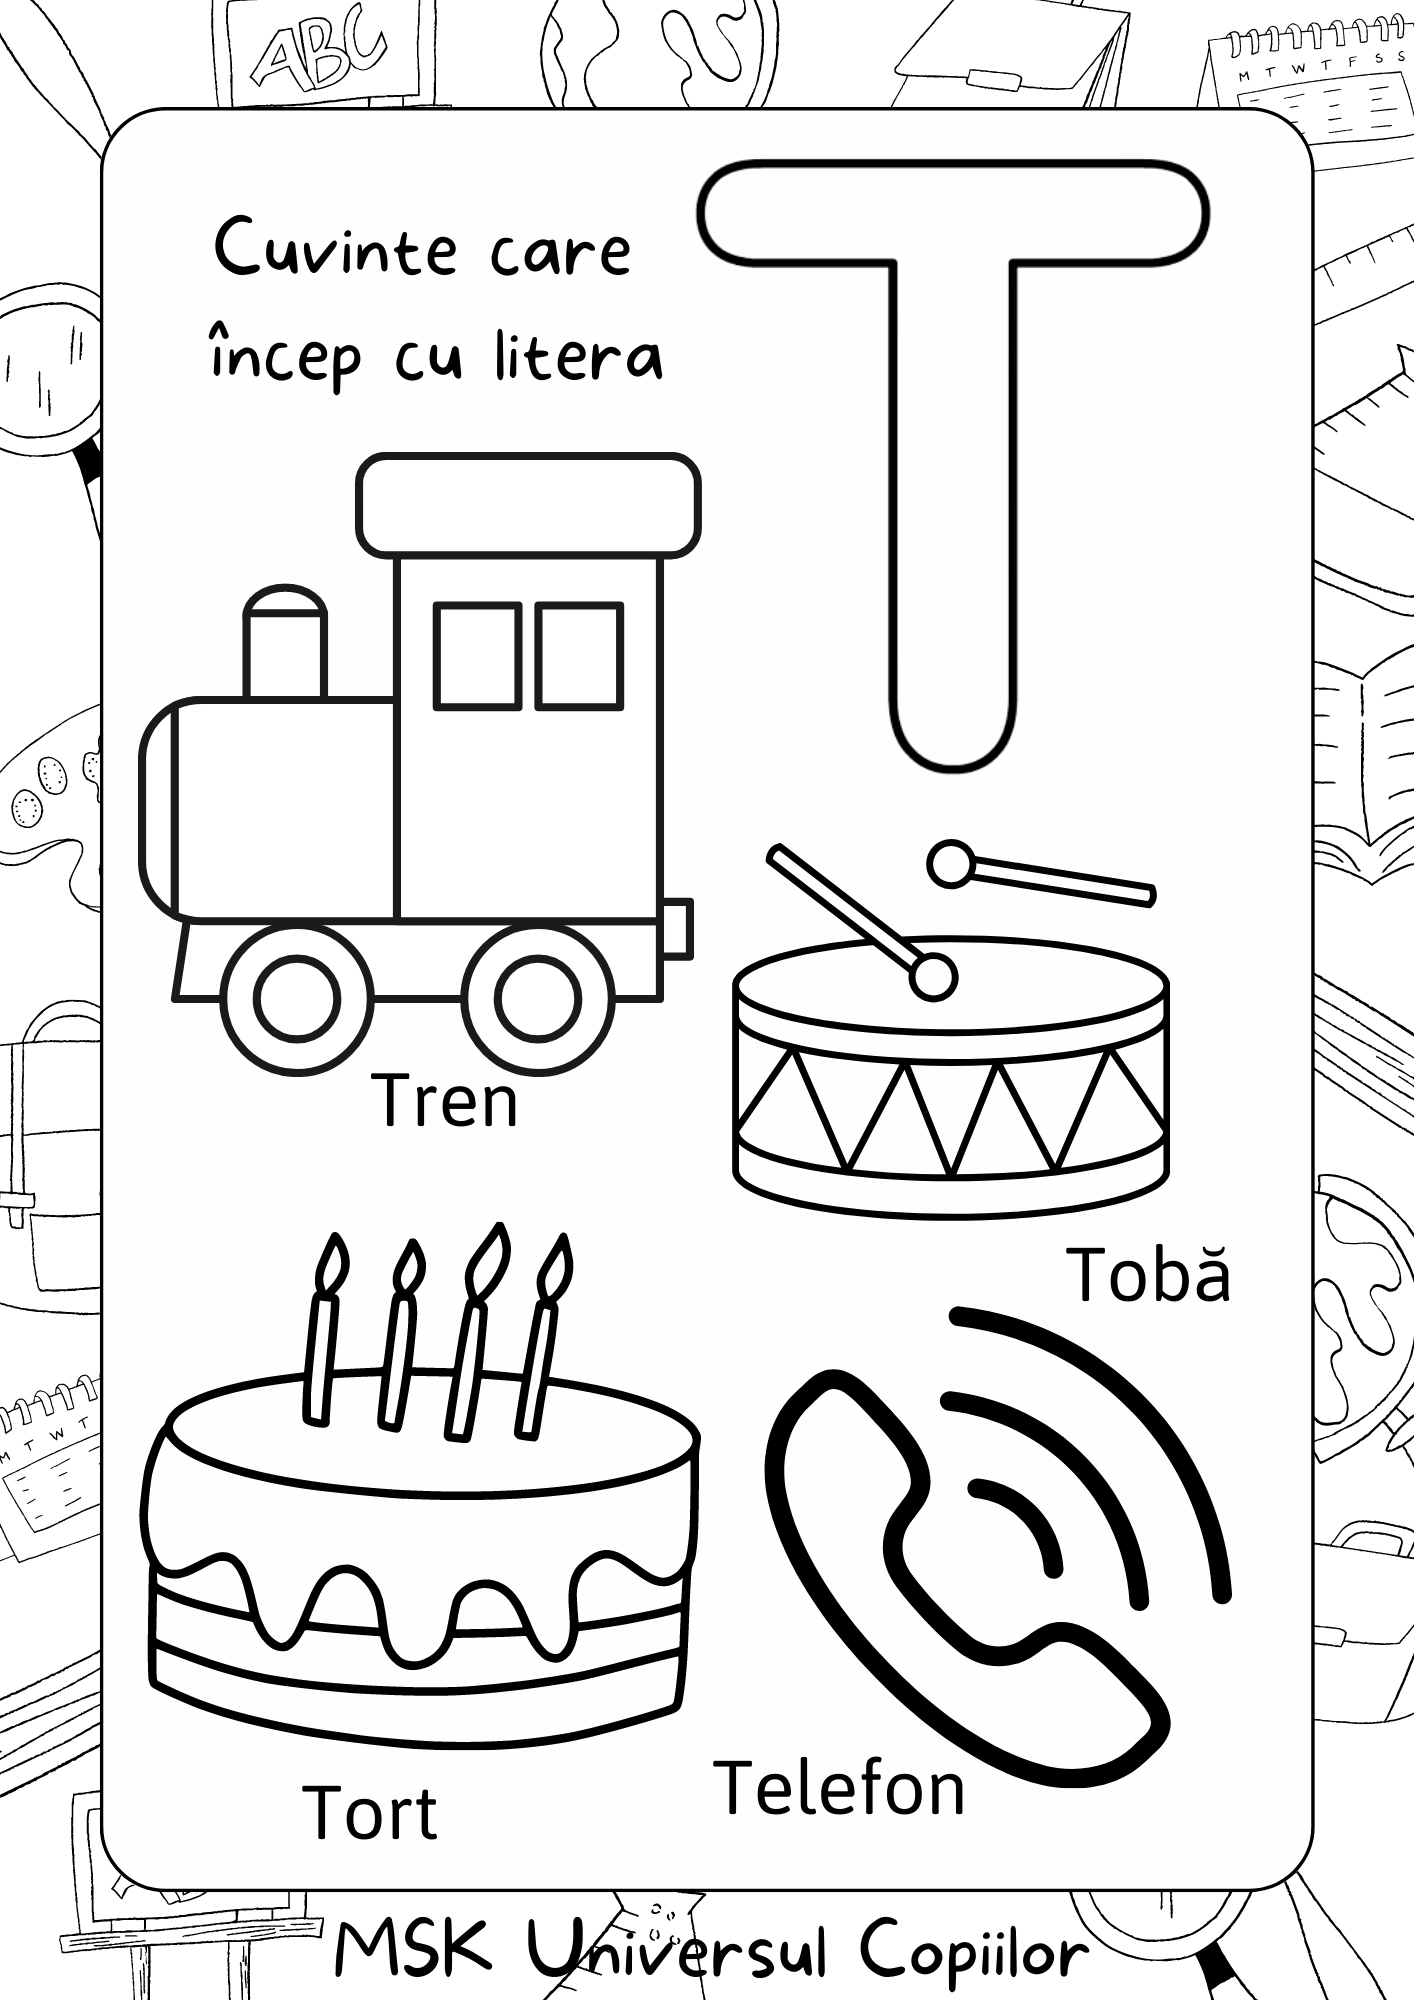 ABC
M T W T F S S
Cuvinte care
încep cu litera
T
Tren
Tobă
M T W T
Tort
Telefon
MSK Universul Copiilor